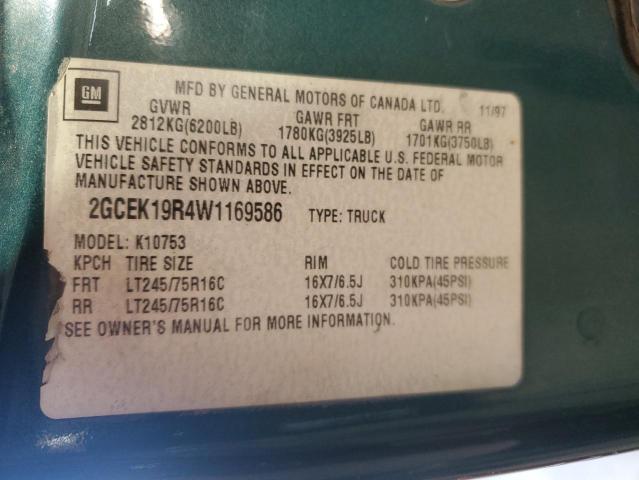 GM
MFD BY GENERAL MOTORS OF CANADA LTD. 11/97
GVWR GAWR FRT GAWR RR
2812KG(6200LB) 1780KG(3925LB) 1701KG(3750LB)
THIS VEHICLE CONFORMS TO ALL APPLICABLE U.S. FEDERAL MOTOR
VEHICLE SAFETY STANDARDS IN EFFECT ON THE DATE OF
MANUFACTURE SHOWN ABOVE.
2GCEK19R4W1169586 TYPE: TRUCK
MODEL: K10753
KPCH TIRE SIZE RIM COLD TIRE PRESSURE
FRT LT245/75R16C 16X7/6.5J 310KPA(45PSI)
RR LT245/75R16C 16X7/6.5J 310KPA(45PSI)
SEE OWNER'S MANUAL FOR MORE INFORMATION.